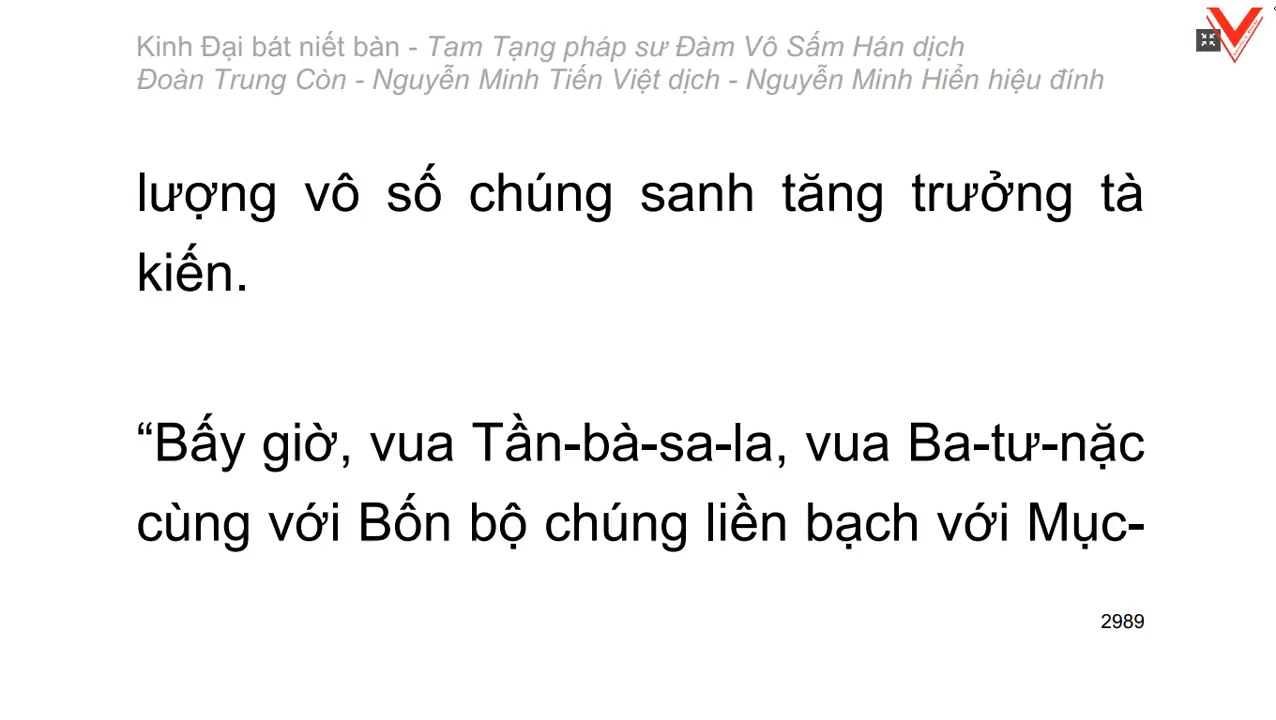 Kinh Đại bát niết bàn - Tam Tạng pháp sư Đàm Vô Sấm Hán dịch
Đoàn Trung Còn - Nguyễn Minh Tiến Việt dịch - Nguyễn Minh Hiển hiệu đính
lượng vô số chúng sanh tăng trưởng tà
kiến.
“Bấy giờ, vua Tần-bà-sa-la, vua Ba-tư-nặc
cùng với Bốn bộ chúng liền bạch với Mục-
2989